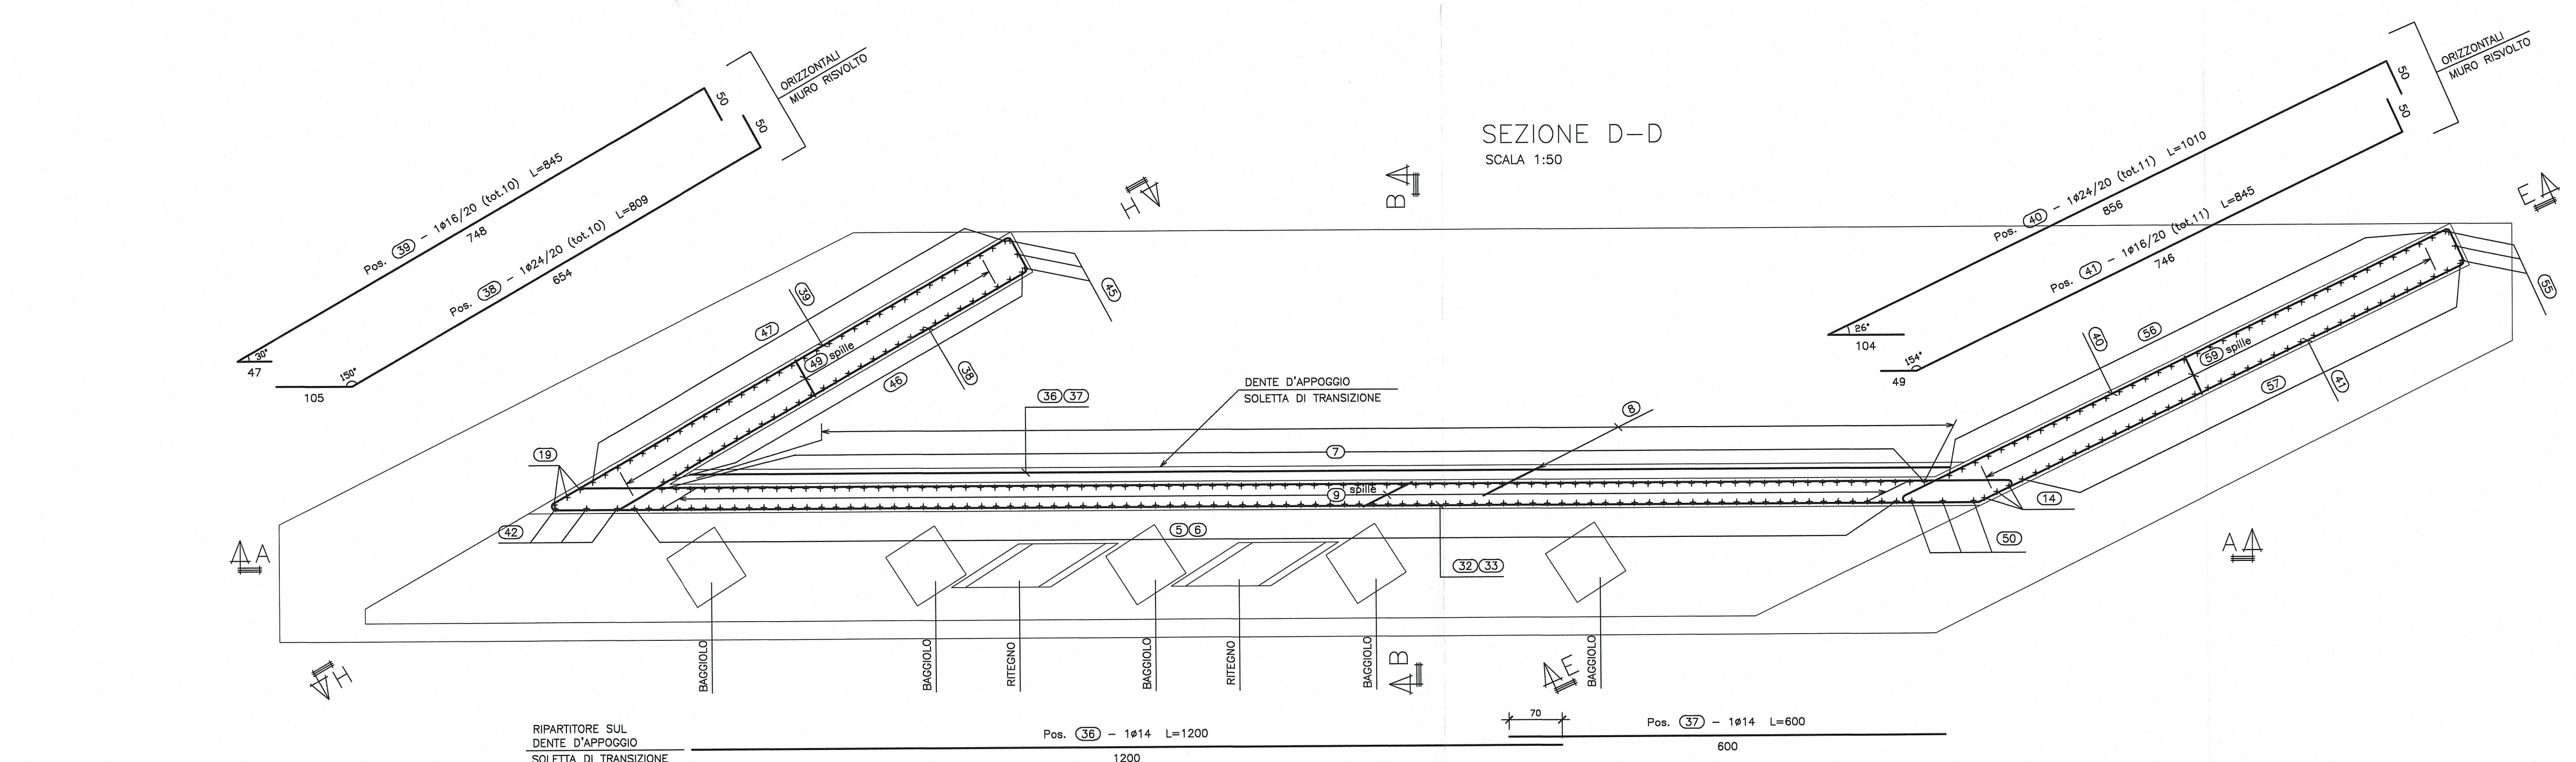 SEZIONE D-D
SCALA 1:50
ORIZZONTALI
MURO RISVOLTO
50
50
Pos. 39 - 1ø16/20 (tot.10) L=845
748
Pos. 38 - 1ø24/20 (tot.10) L=809
654
30°
47
150°
105
ORIZZONTALI
MURO RISVOLTO
50
50
Pos. 40 - 1ø24/20 (tot.11) L=1010
856
Pos. 41 - 1ø16/20 (tot.11) L=845
746
26°
104
154°
49
H
B
E
39
47
49 spille
46
38
45
36 37
DENTE D'APPOGGIO
SOLETTA DI TRANSIZIONE
8
7
40
56
59 spille
57
41
55
19
9 spille
14
42
5 6
50
32 33
A
A
BAGGIOLO
BAGGIOLO
RITEGNO
BAGGIOLO
RITEGNO
BAGGIOLO
BAGGIOLO
H
B
E
RIPARTITORE SUL
DENTE D'APPOGGIO
SOLETTA DI TRANSIZIONE
Pos. 36 - 1ø14 L=1200
1200
70
Pos. 37 - 1ø14 L=600
600